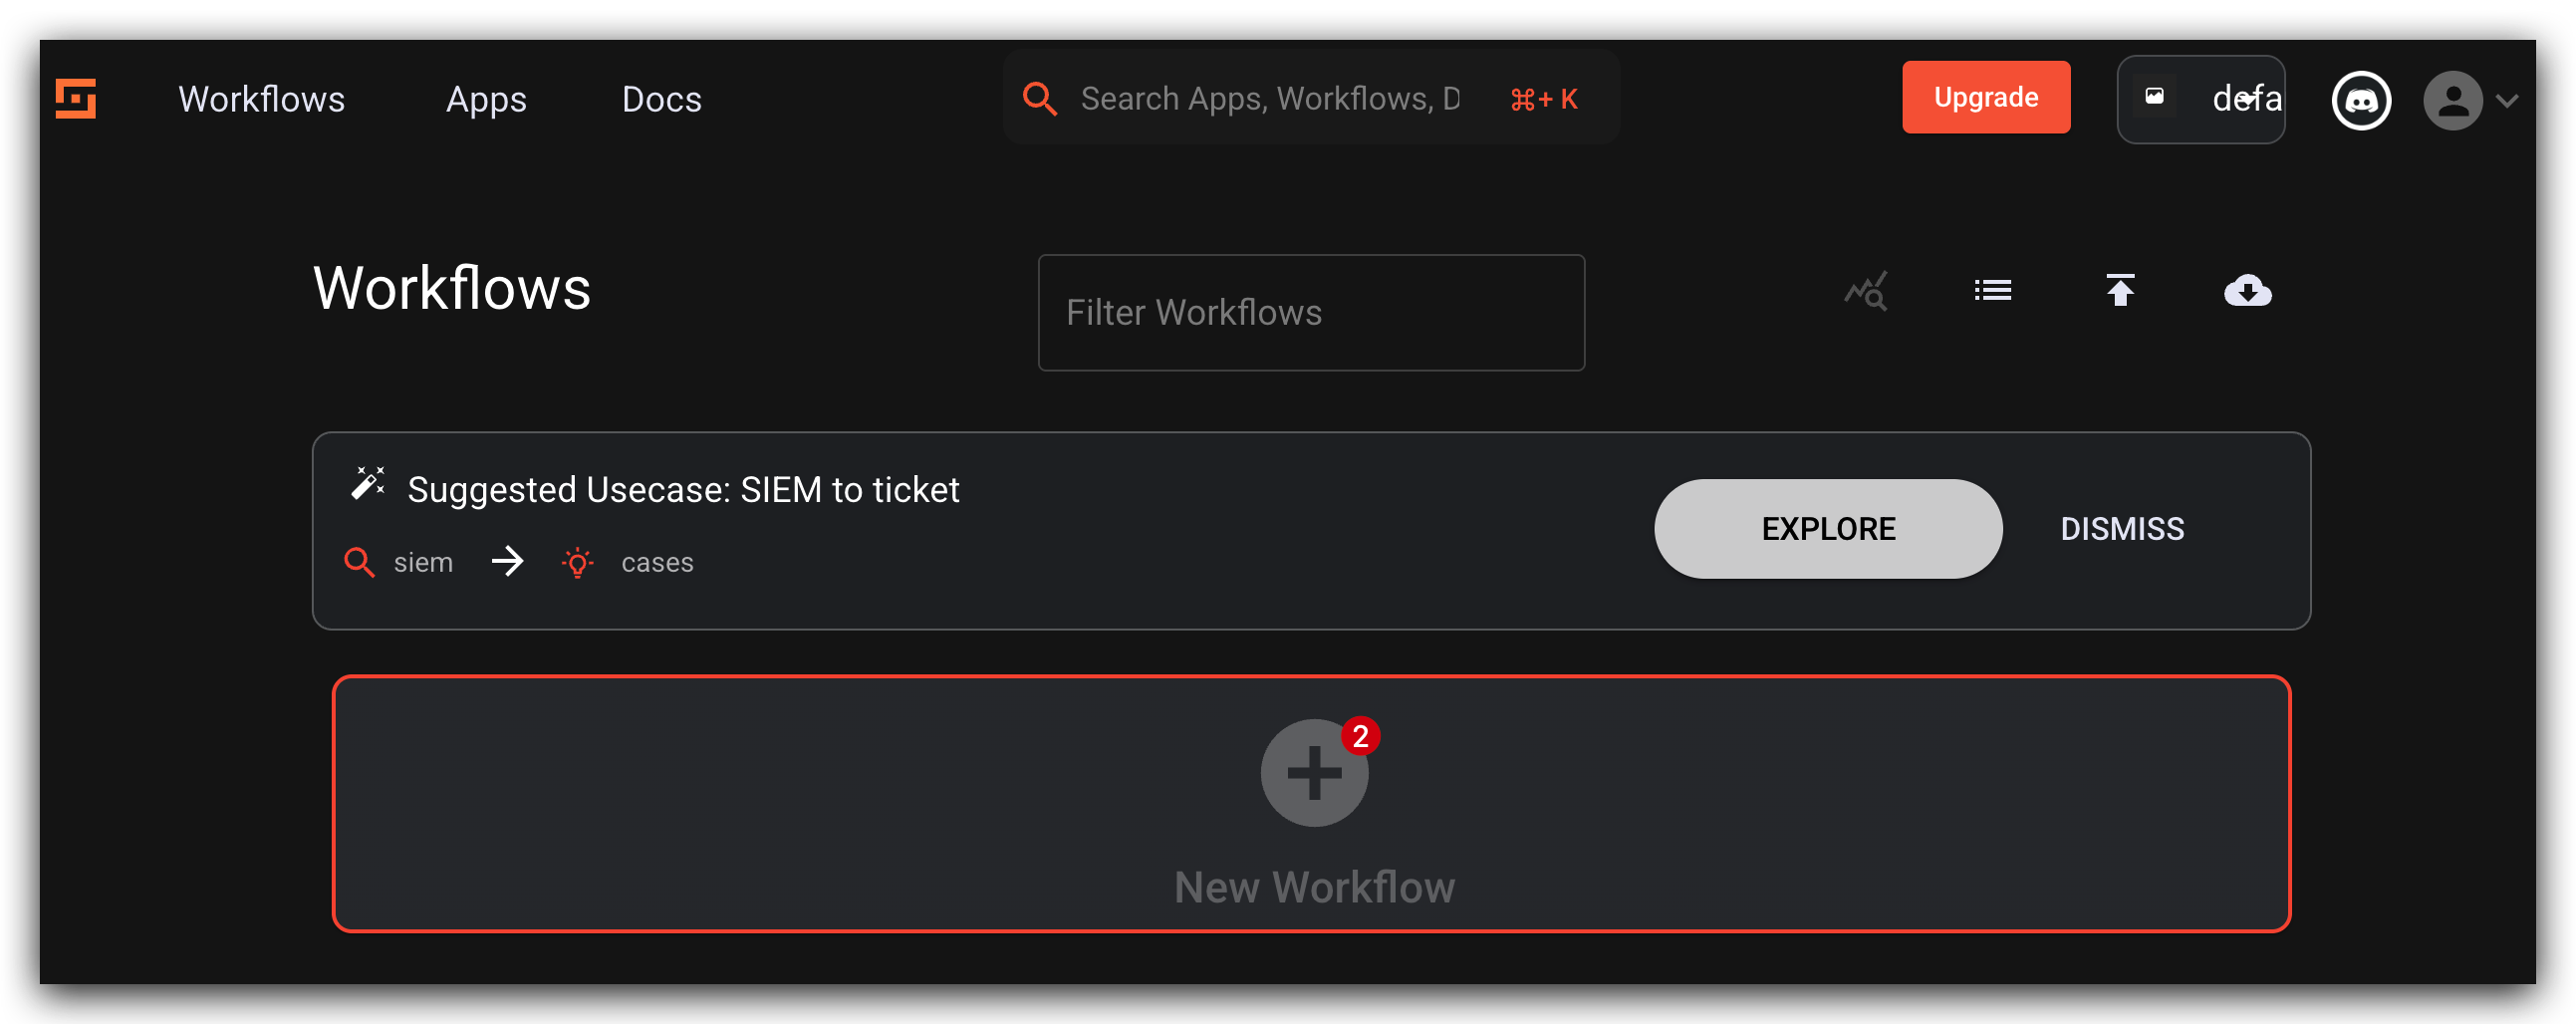 Workflows Apps Docs Search Apps, Workflows, D ⌘+ K Upgrade defa
Workflows
Filter Workflows
Suggested Usecase: SIEM to ticket
siem → cases
EXPLORE DISMISS
2
New Workflow